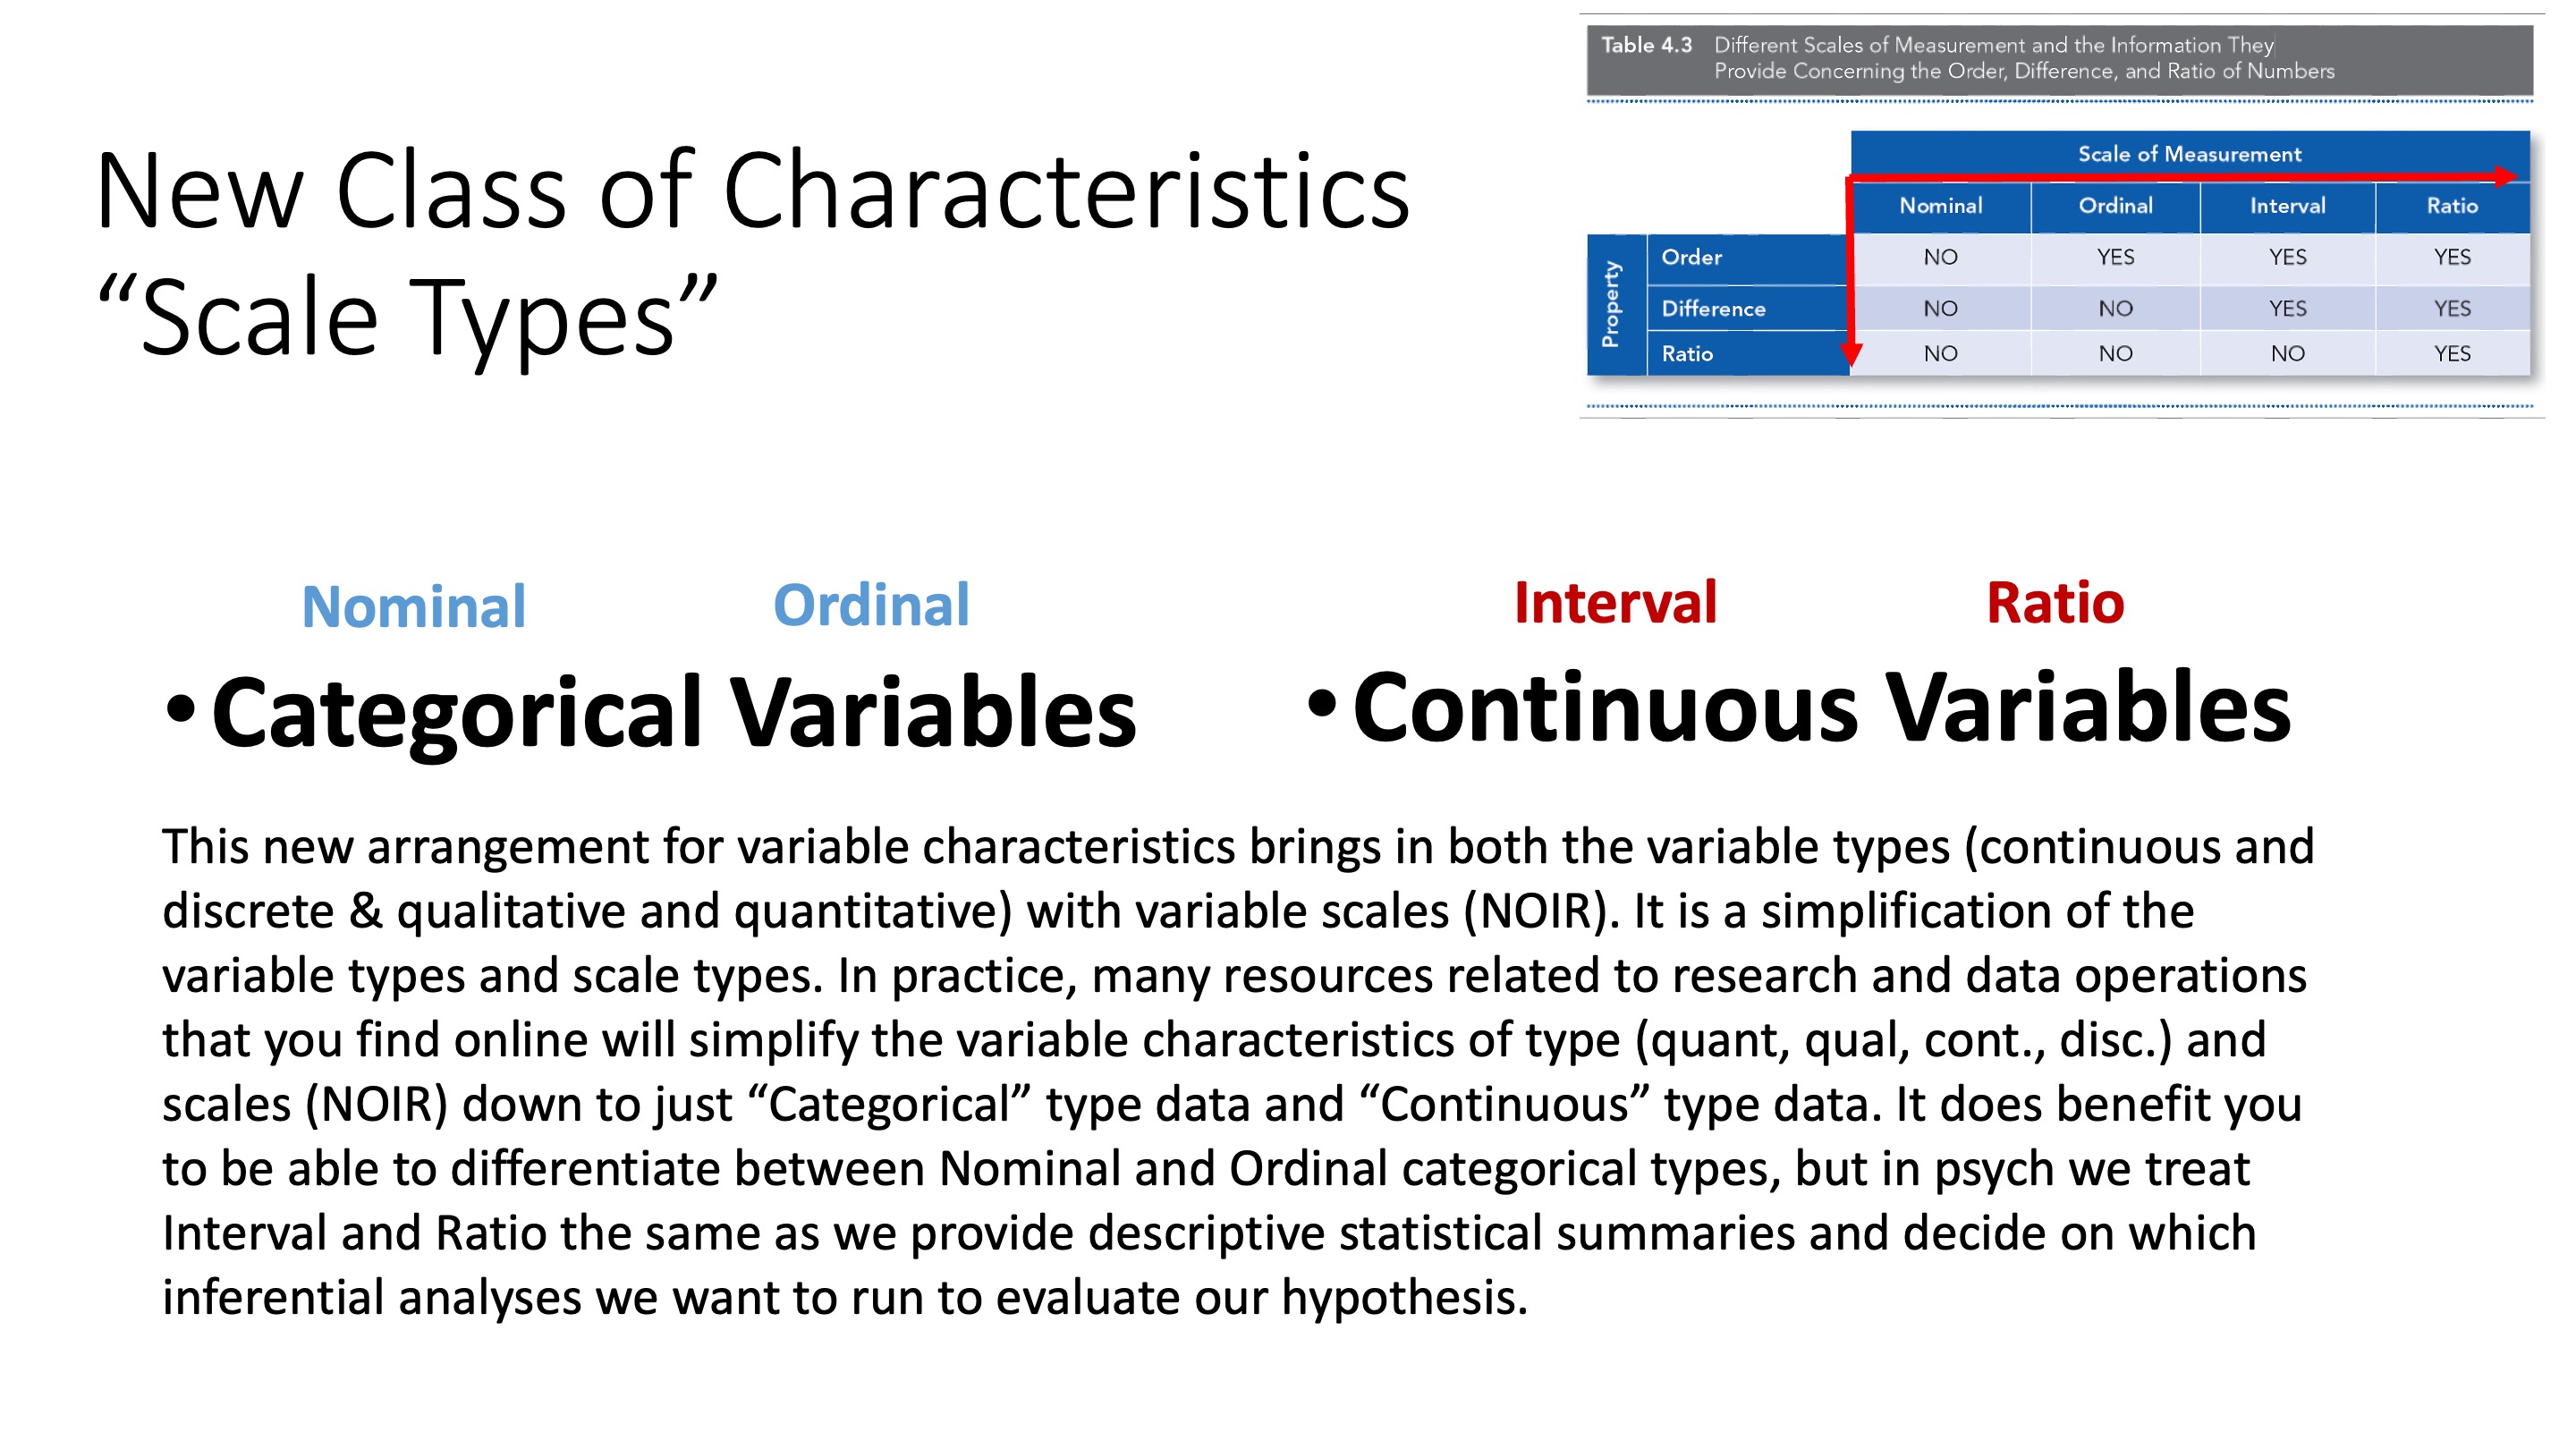 New Class of Characteristics
“Scale Types”
Table 4.3 Different Scales of Measurement and the Information They
Provide Concerning the Order, Difference, and Ratio of Numbers
Scale of Measurement
Nominal Ordinal Interval Ratio
Property
Order NO YES YES YES
Difference NO NO YES YES
Ratio NO NO NO YES
Nominal Ordinal
• Categorical Variables
Interval Ratio
• Continuous Variables
This new arrangement for variable characteristics brings in both the variable types (continuous and
discrete & qualitative and quantitative) with variable scales (NOIR). It is a simplification of the
variable types and scale types. In practice, many resources related to research and data operations
that you find online will simplify the variable characteristics of type (quant, qual, cont., disc.) and
scales (NOIR) down to just “Categorical” type data and “Continuous” type data. It does benefit you
to be able to differentiate between Nominal and Ordinal categorical types, but in psych we treat
Interval and Ratio the same as we provide descriptive statistical summaries and decide on which
inferential analyses we want to run to evaluate our hypothesis.